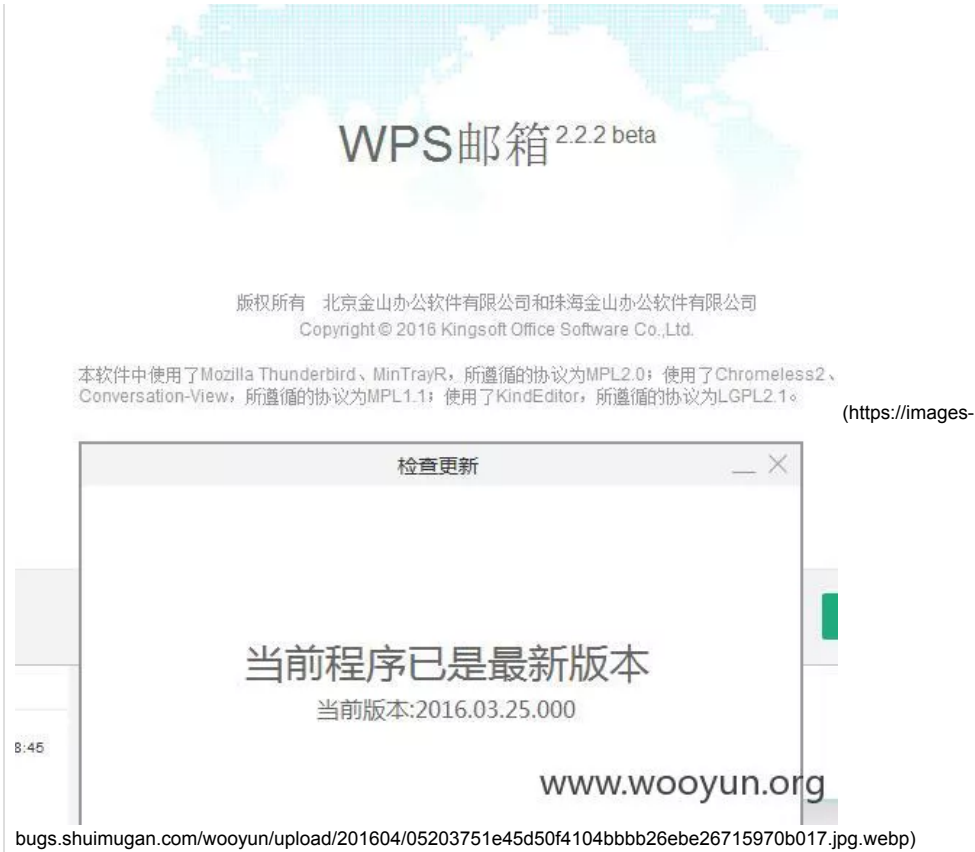 WPS邮箱2.2.2 beta
版权所有 北京金山办公软件有限公司和珠海金山办公软件有限公司
Copyright © 2016 Kingsoft Office Software Co.,Ltd.
本软件中使用了Mozilla Thunderbird、MinTrayR，所遵循的协议为MPL2.0；使用了Chromeless2、
Conversation-View，所遵循的协议为MPL1.1；使用了KindEditor，所遵循的协议为LGPL2.1。
(https://images-
检查更新
当前程序已是最新版本
当前版本:2016.03.25.000
8:45
www.wooyun.org
bugs.shuimugan.com/wooyun/upload/201604/05203751e45d50f4104bbbb26ebe26715970b017.jpg.webp)